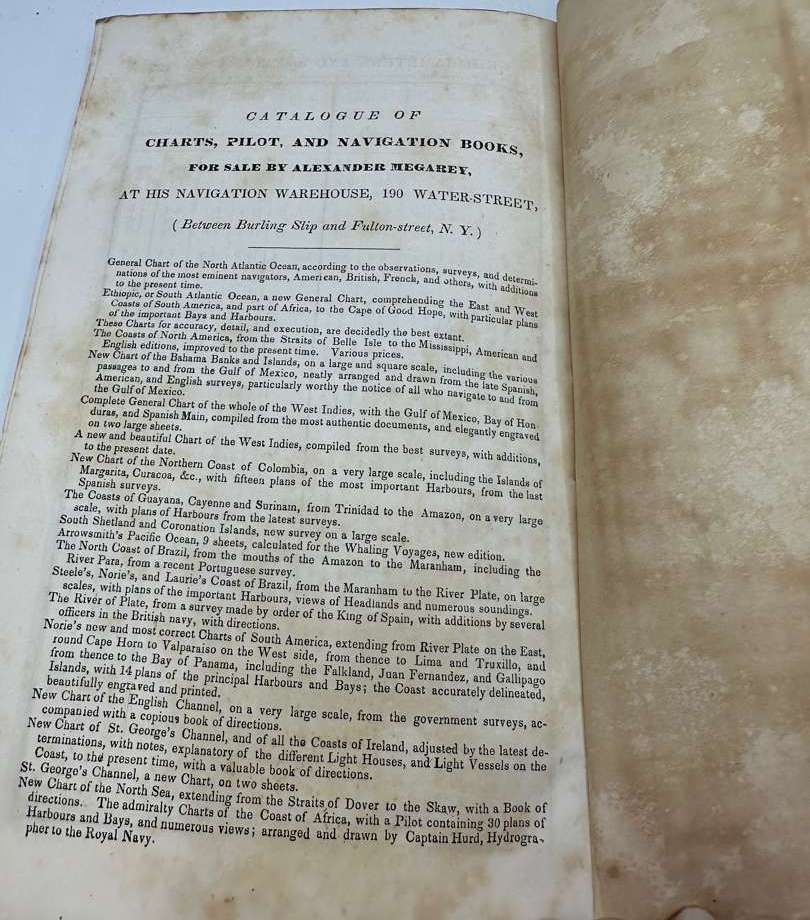 CATALOGUE OF
CHARTS, PILOT, AND NAVIGATION BOOKS,
FOR SALE BY ALEXANDER MEGAREY,
AT HIS NAVIGATION WAREHOUSE, 190 WATER-STREET,
(Between Burling Slip and Fulton-street, N. Y.)
General Chart of the North Atlantic Ocean, according to the observations, surveys, and determi-
nations of the most eminent navigators, American, British, French, and others, with additions
to the present time.
Ethiopic, or South Atlantic Ocean, a new General Chart, comprehending the East and West
Coasts of South America, and part of Africa, to the Cape of Good Hope, with particular plans
of the important Bays and Harbours.
These Charts for accuracy, detail, and execution, are decidedly the best extant.
The Coasts of North America, from the Straits of Belle Isle to the Mississippi, American and
English editions, improved to the present time. Various prices.
New Chart of the Bahama Banks and Islands, on a large and square scale, including the various
passages to and from the Gulf of Mexico, neatly arranged and drawn from the late Spanish,
American, and English surveys, particularly worthy the notice of all who navigate to and from
the Gulf of Mexico.
Complete General Chart of the whole of the West Indies, with the Gulf of Mexico, Bay of Hon-
duras, and Spanish Main, compiled from the most authentic documents, and elegantly engraved
on two large sheets.
A new and beautiful Chart of the West Indies, compiled from the best surveys, with additions,
to the present date.
New Chart of the Northern Coast of Colombia, on a very large scale, including the Islands of
Margarita, Curacoa, &c., with fifteen plans of the most important Harbours, from the last
Spanish surveys.
The Coasts of Guayana, Cayenne and Surinam, from Trinidad to the Amazon, on a very large
scale, with plans of Harbours from the latest surveys.
South Shetland and Coronation Islands, new survey on a large scale.
Arrowsmith's Pacific Ocean, 9 sheets, calculated for the Whaling Voyages, new edition.
The North Coast of Brazil, from the mouths of the Amazon to the Maranham, including the
River Para, from a recent Portuguese survey.
Steele's, Norie's, and Laurie's Coast of Brazil, from the Maranham to the River Plate, on large
scales, with plans of the important Harbours, views of Headlands and numerous soundings.
The River of Plate, from a survey made by order of the King of Spain, with additions by several
officers in the British navy, with directions.
Norie's new and most correct Charts of South America, extending from River Plate on the East,
round Cape Horn to Valparaiso on the West side, from thence to Lima and Truxillo, and
from thence to the Bay of Panama, including the Falkland, Juan Fernandez, and Gallipago
Islands, with 14 plans of the principal Harbours and Bays; the Coast accurately delineated,
beautifully engraved and printed.
New Chart of the English Channel, on a very large scale, from the government surveys, ac-
companied with a copious book of directions.
New Chart of St. George's Channel, and of all the Coasts of Ireland, adjusted by the latest de-
terminations, with notes, explanatory of the different Light Houses, and Light Vessels on the
Coast, to the present time, with a valuable book of directions.
St. George's Channel, a new Chart, on two sheets.
New Chart of the North Sea, extending from the Straits of Dover to the Skaw, with a Book of
directions. The admiralty Charts of the Coast of Africa, with a Pilot containing 30 plans of
Harbours and Bays, and numerous views; arranged and drawn by Captain Hurd, Hydrogra-
pher to the Royal Navy.